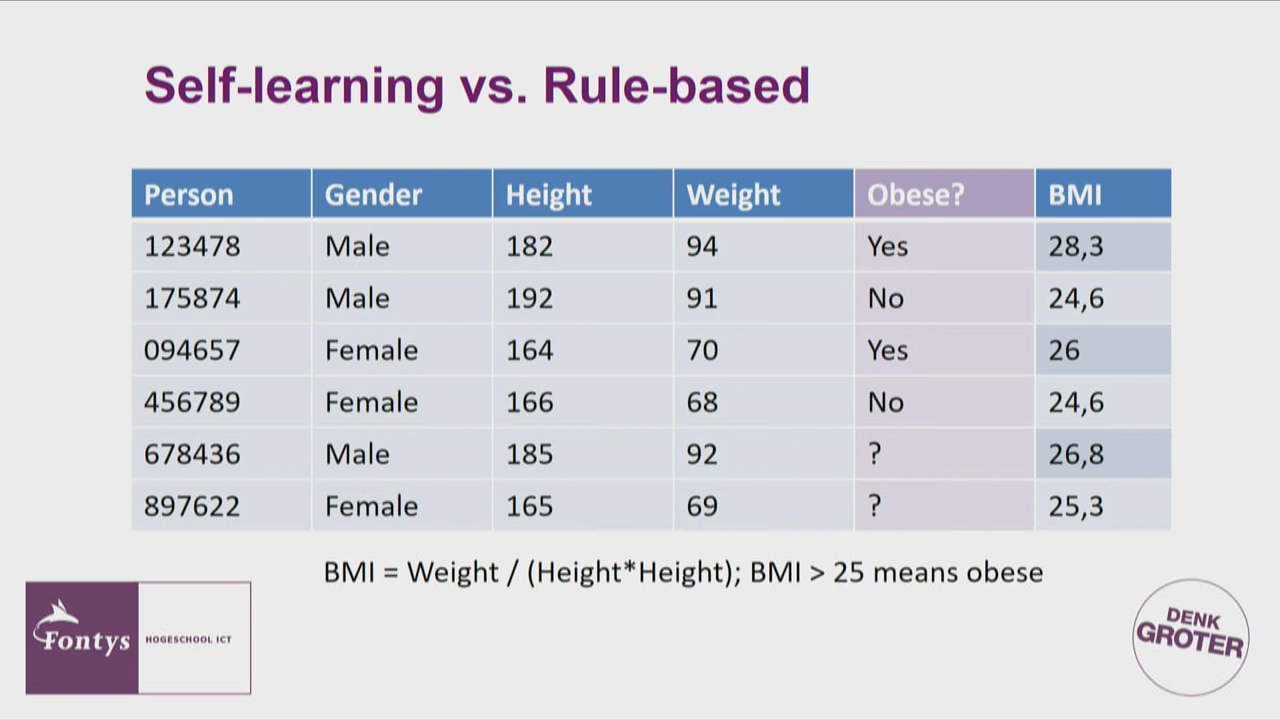 Self-learning vs. Rule-based
Person Gender Height Weight Obese? BMI
123478 Male 182 94 Yes 28,3
175874 Male 192 91 No 24,6
094657 Female 164 70 Yes 26
456789 Female 166 68 No 24,6
678436 Male 185 92 ? 26,8
897622 Female 165 69 ? 25,3
BMI = Weight / (Height*Height); BMI > 25 means obese
Fontys HOGESCHOOL ICT
DENK
GROTER